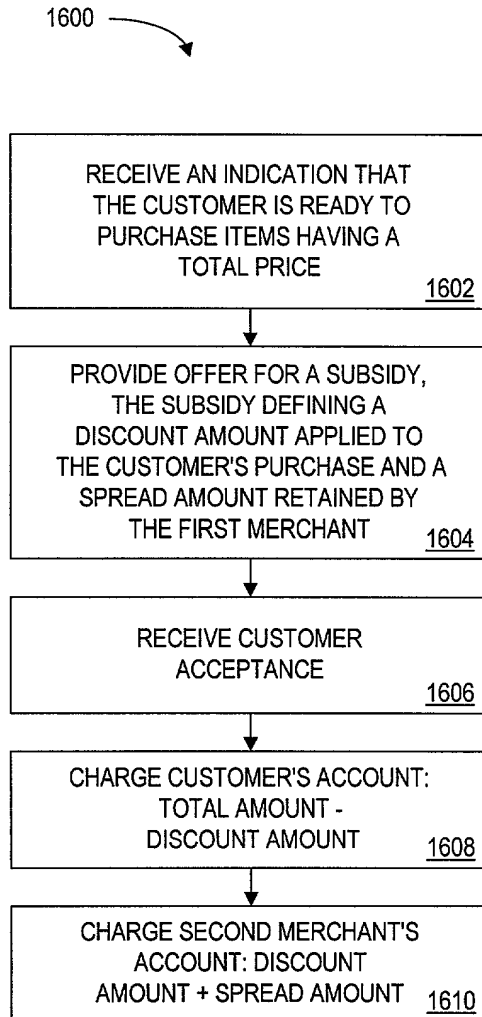 1600
RECEIVE AN INDICATION THAT
THE CUSTOMER IS READY TO
PURCHASE ITEMS HAVING A
TOTAL PRICE
1602
PROVIDE OFFER FOR A SUBSIDY,
THE SUBSIDY DEFINING A
DISCOUNT AMOUNT APPLIED TO
THE CUSTOMER'S PURCHASE AND A
SPREAD AMOUNT RETAINED BY
THE FIRST MERCHANT
1604
RECEIVE CUSTOMER
ACCEPTANCE
1606
CHARGE CUSTOMER'S ACCOUNT:
TOTAL AMOUNT -
DISCOUNT AMOUNT
1608
CHARGE SECOND MERCHANT'S
ACCOUNT: DISCOUNT
AMOUNT + SPREAD AMOUNT
1610